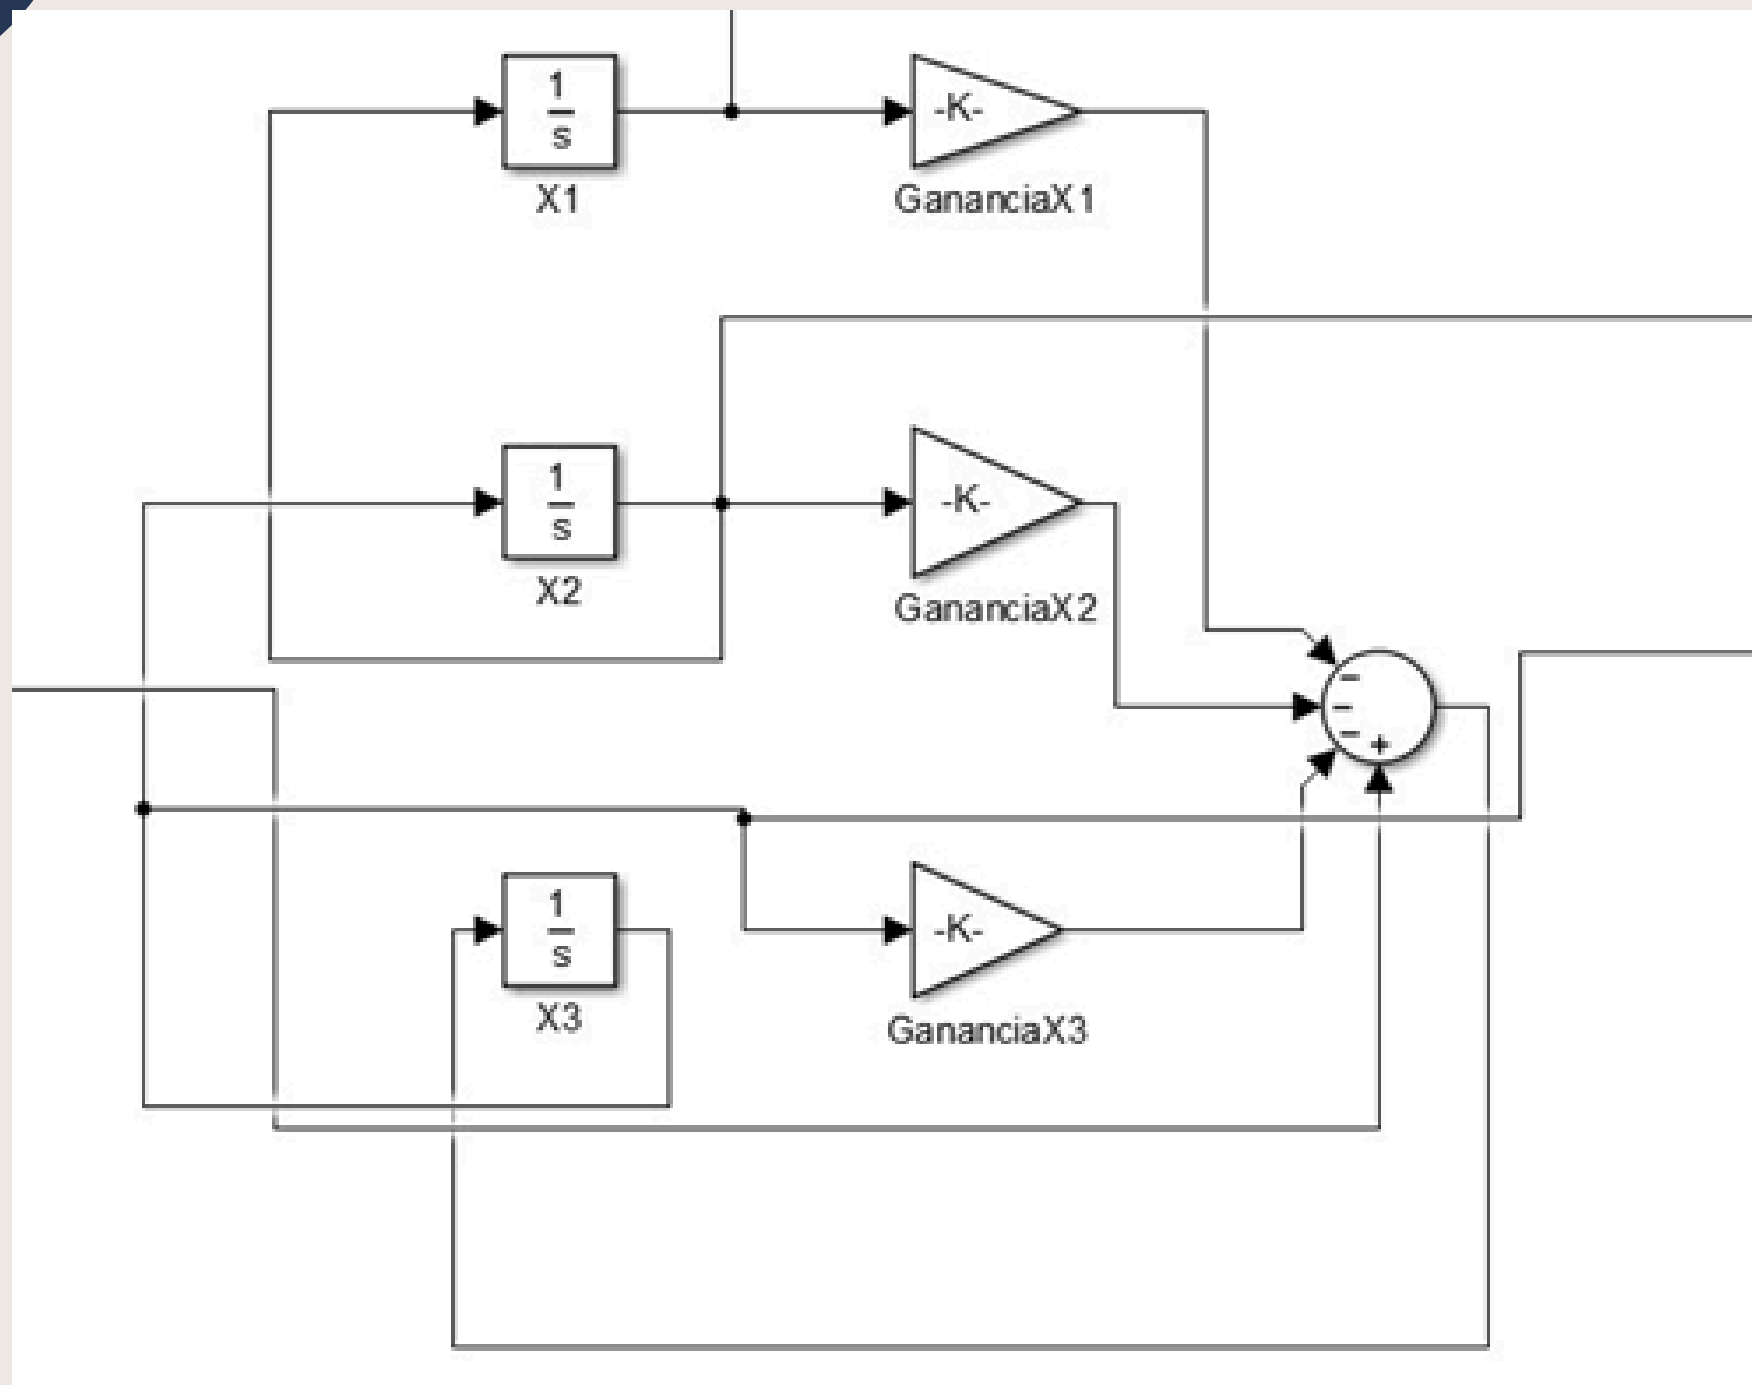 1
s
X1
-K-
GananciaX1
1
s
X2
-K-
GananciaX2
−
−
−
+
1
s
X3
-K-
GananciaX3